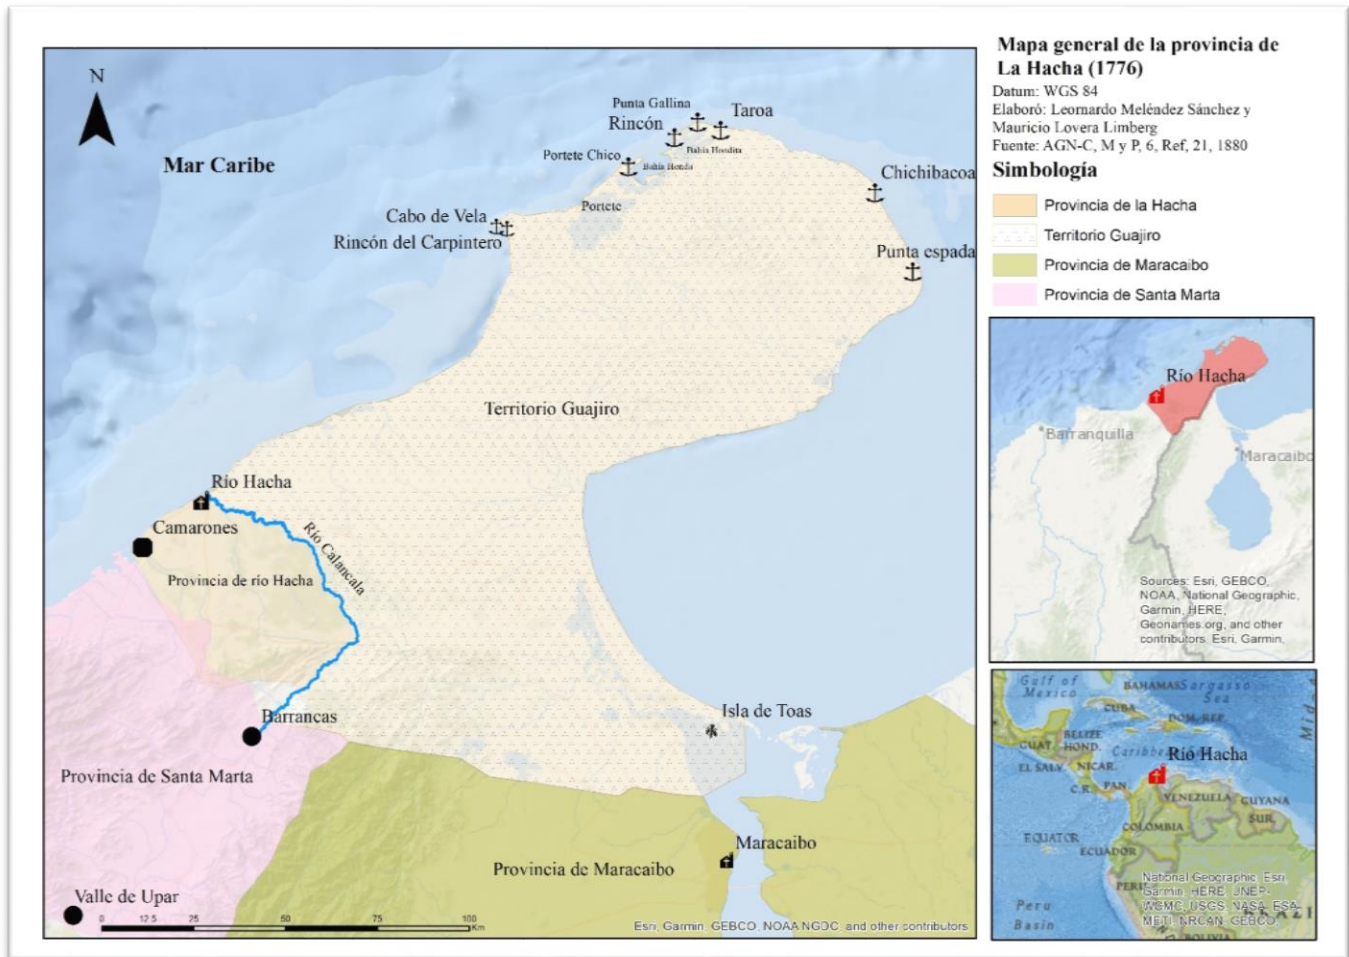 Mapa general de la provincia de
La Hacha (1776)
Datum: WGS 84
Elaboró: Leornardo Meléndez Sánchez y
Mauricio Lovera Limberg
Fuente: AGN-C, M y P, 6, Ref, 21, 1880
Simbología
Provincia de la Hacha
Territorio Guajiro
Provincia de Maracaibo
Provincia de Santa Marta
N
Mar Caribe
Punta Gallina
Taroa
Rincón
Bahía Hondita
Portete Chico
Bahía Honda
Chichibacoa
Portete
Cabo de Vela
Rincón del Carpintero
Punta espada
Territorio Guajiro
Río Hacha
Camarones
Río Calancala
Provincia de río Hacha
Barrancas
Isla de Toas
Provincia de Santa Marta
Maracaibo
Provincia de Maracaibo
Valle de Upar
0 12.5 25 50 75 100
Km
Esri, Garmin, GEBCO, NOAA NGDC, and other contributors
Río Hacha
Barranquilla
Maracaibo
Sources: Esri, GEBCO,
NOAA, National Geographic,
Garmin, HERE,
Geonames.org, and other
contributors, Esri, Garmin,
Gulf of
Mexico
BAHAMAS
Sargasso
Sea
CUBA
DOM. REP.
BELIZE
GUAT.
HOND.
Caribbe
Río Hacha
EL SALV
NICAR.
C.R.
PAN.
VENEZUELA
GUYANA
SUR.
COLOMBIA
EQUATOR
ECUADOR
PERU
National Geographic, Esri,
Garmin, HERE, UNEP-
WCMC, USGS, NASA, ESA,
METI, NRCAN, GEBCO,
Peru
Basin
BRAZI
BOLIVIA